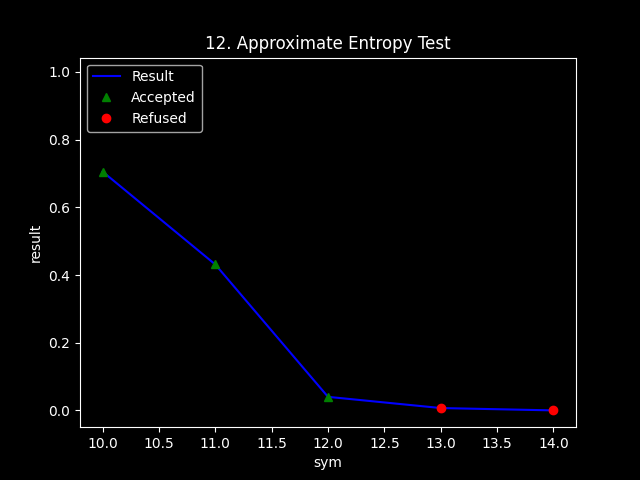 12. Approximate Entropy Test
Result
Accepted
Refused
1.0
0.8
0.6
0.4
0.2
0.0
result
10.0 10.5 11.0 11.5 12.0 12.5 13.0 13.5 14.0
sym